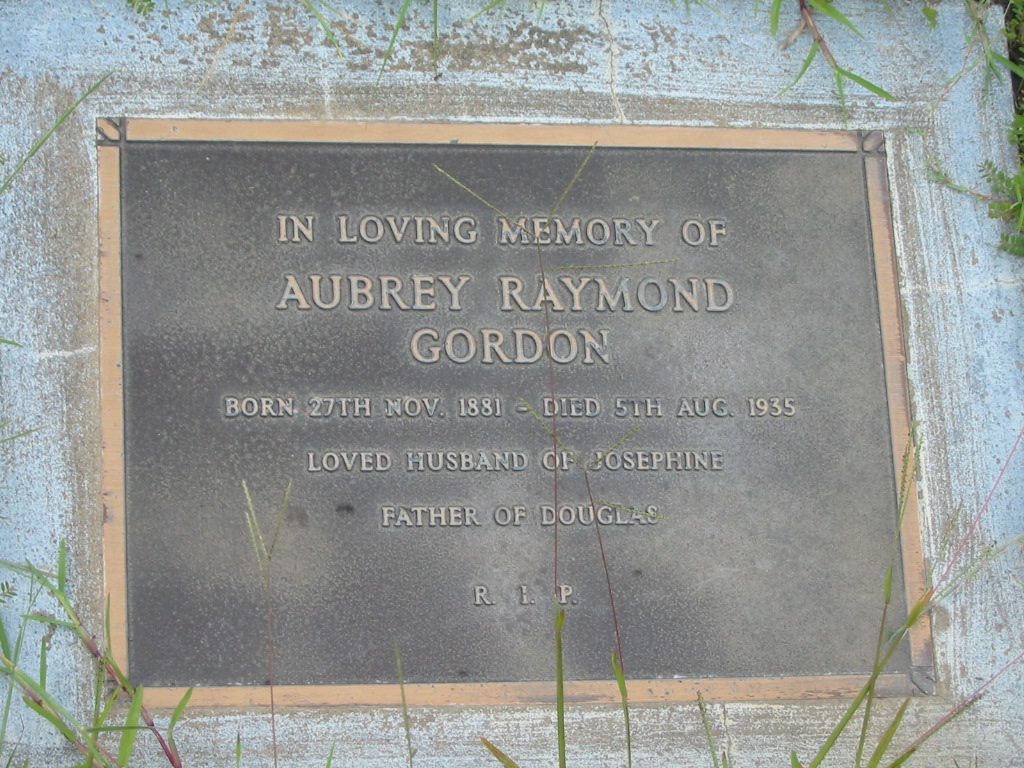 IN LOVING MEMORY OF
AUBREY RAYMOND
GORDON
BORN 27TH NOV. 1881 - DIED 5TH AUG. 1935
LOVED HUSBAND OF JOSEPHINE
FATHER OF DOUGLAS
R. I. P.